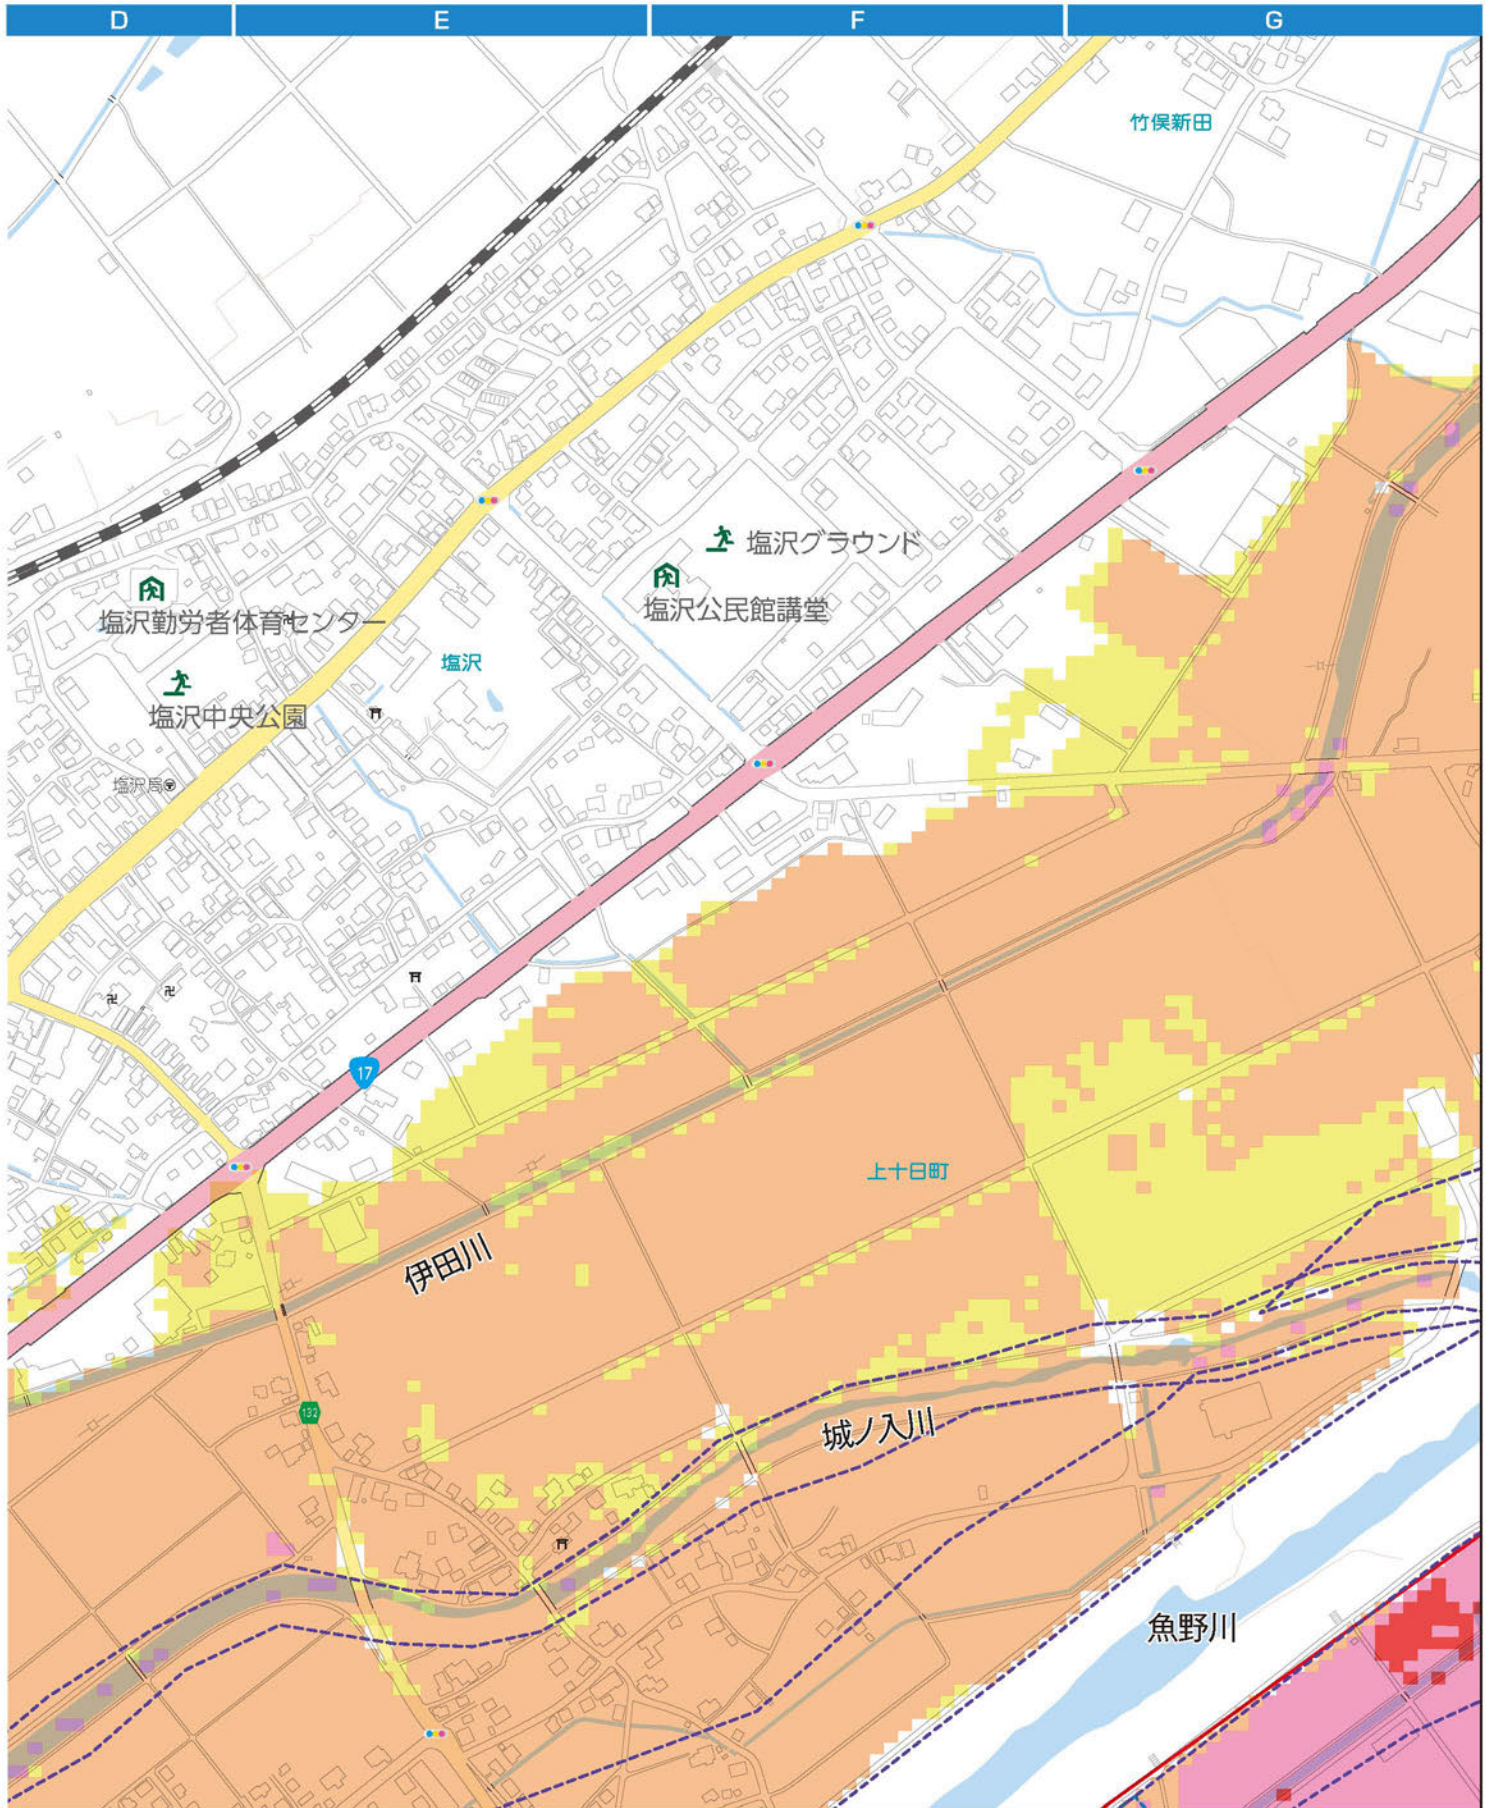 D
E
F
G
竹俣新田
塩沢グラウンド
塩沢公民館講堂
塩沢勤労者体育センター
塩沢
塩沢中央公園
塩沢局
17
上十日町
伊田川
132
城ノ入川
魚野川